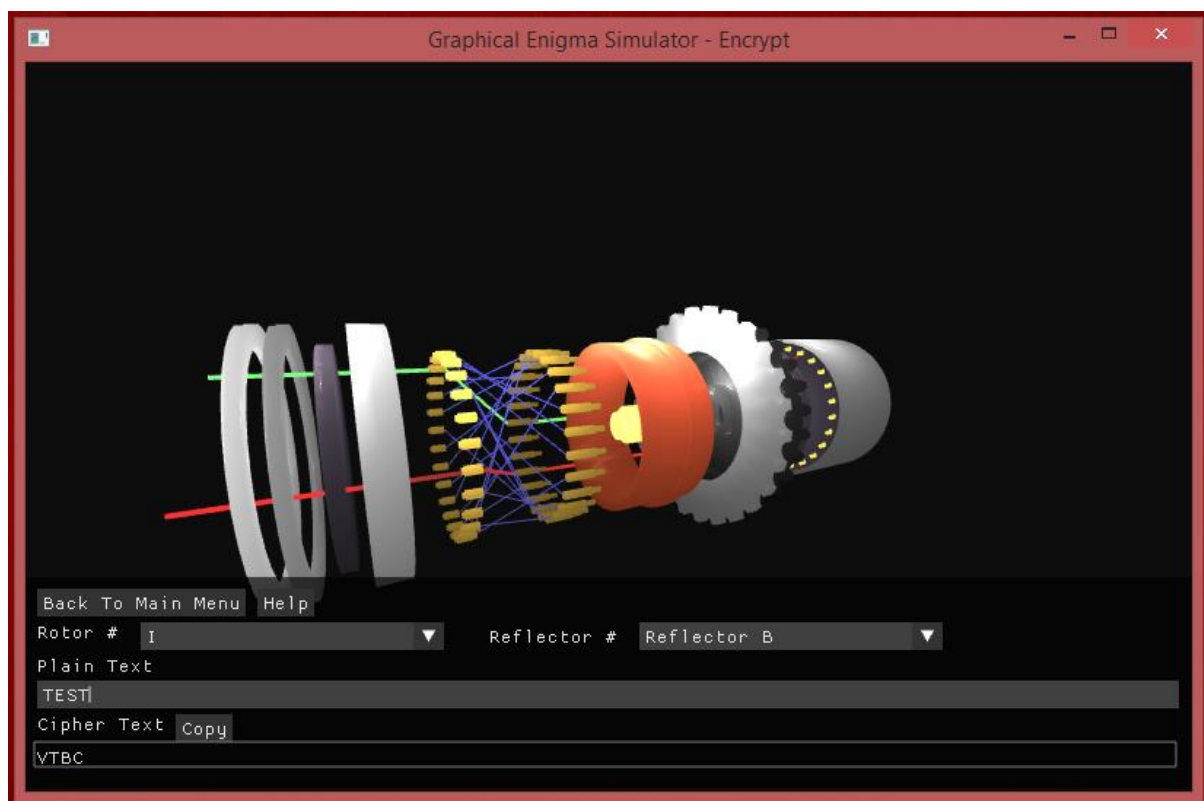 Graphical Enigma Simulator - Encrypt
Back To Main Menu Help
Rotor # I Reflector # Reflector B
Plain Text
TEST
Cipher Text Copy
VTBC